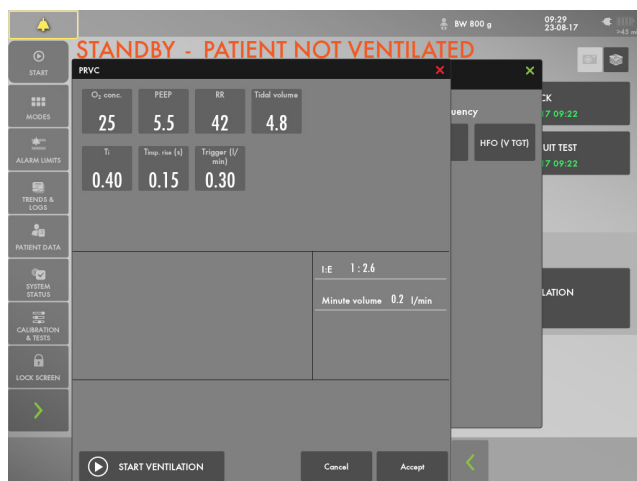 BW 800 g
09:29
23-08-17
>45 m
STANDBY - PATIENT NOT VENTILATED
START
MODES
ALARM LIMITS
TRENDS &
LOGS
PATIENT DATA
SYSTEM
STATUS
CALIBRATION
& TESTS
LOCK SCREEN
PRVC
O₂ conc.
25
PEEP
5.5
RR
42
Tidal volume
4.8
Ti
0.40
Tinsp. rise (s)
0.15
Trigger (l/
min)
0.30
I:E 1 : 2.6
Minute volume 0.2 l/min
START VENTILATION
Cancel
Accept
uency
HFO (V TGT)
CK
17 09:22
UIT TEST
17 09:22
LATION